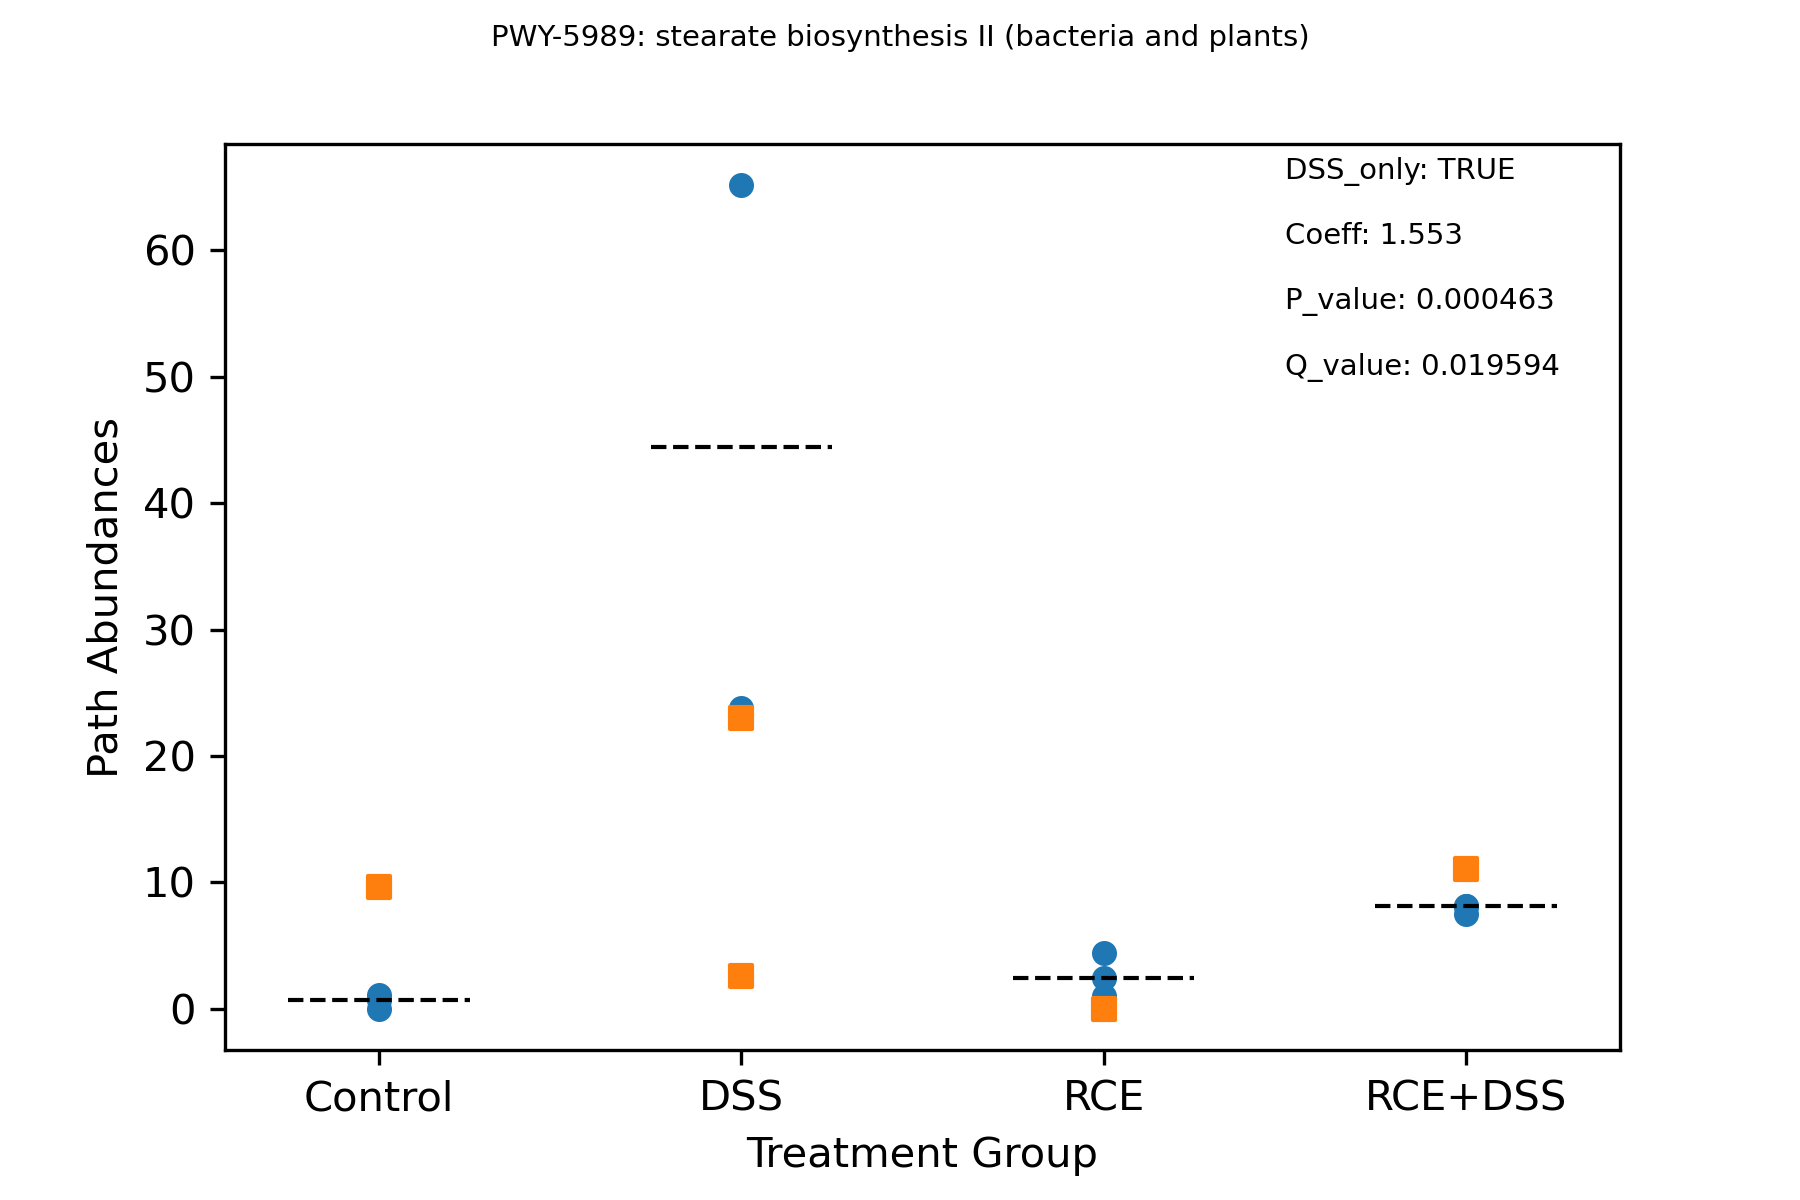 PWY-5989: stearate biosynthesis II (bacteria and plants)
DSS_only: TRUE
Coeff: 1.553
P_value: 0.000463
Q_value: 0.019594
Path Abundances
60
50
40
30
20
10
0
Control DSS RCE RCE+DSS
Treatment Group